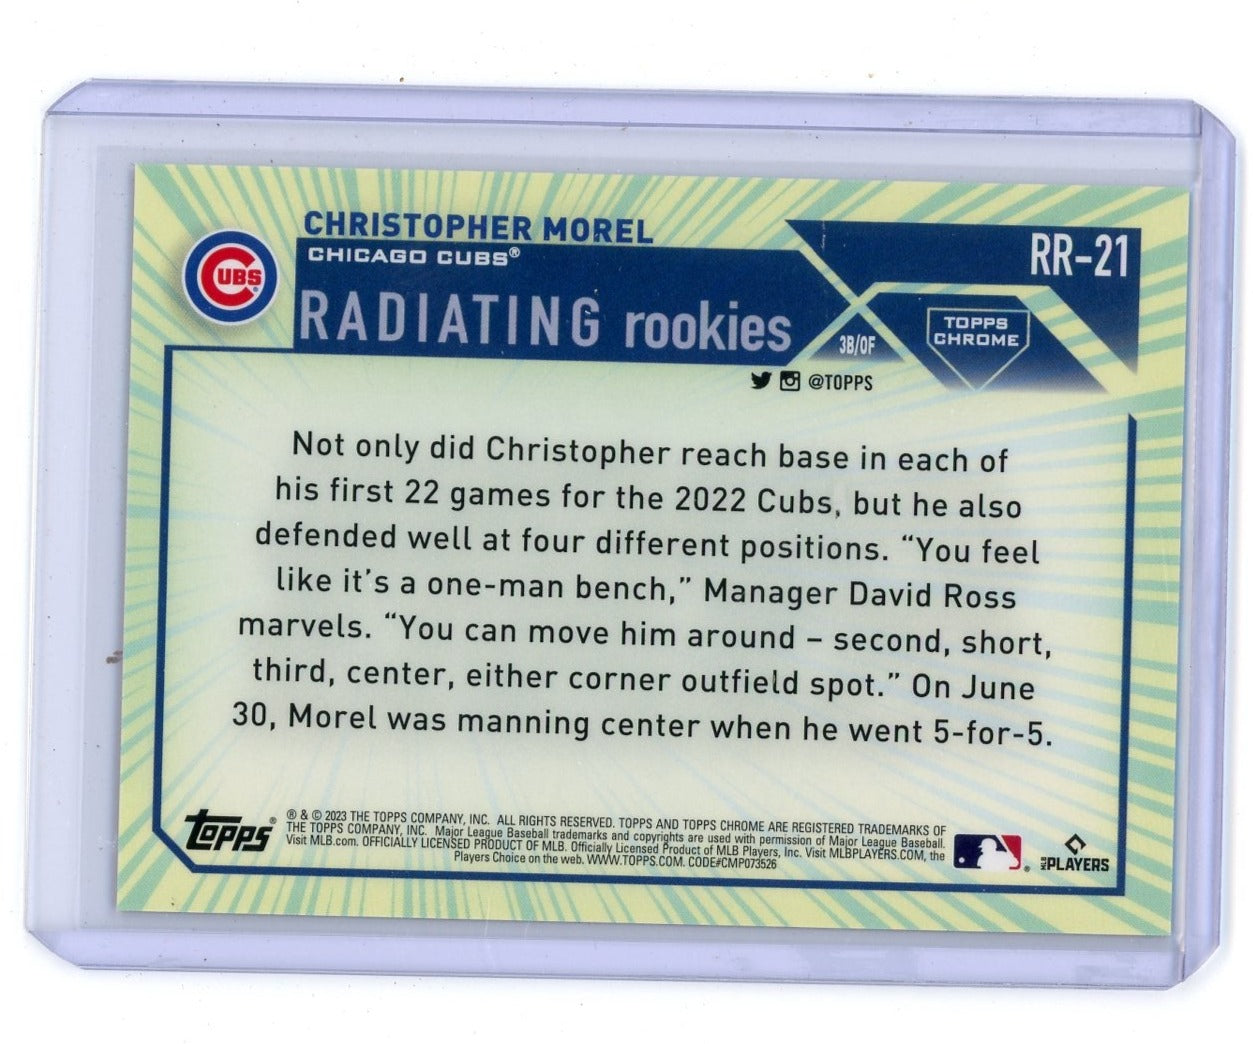 CHRISTOPHER MOREL
CHICAGO CUBS®
RADIATING rookies
RR-21
3B/OF
TOPPS
CHROME
CUBS
@TOPPS
Not only did Christopher reach base in each of
his first 22 games for the 2022 Cubs, but he also
defended well at four different positions. “You feel
like it's a one-man bench,” Manager David Ross
marvels. “You can move him around – second, short,
third, center, either corner outfield spot.” On June
30, Morel was manning center when he went 5-for-5.
Topps®
® & © 2023 THE TOPPS COMPANY, INC. ALL RIGHTS RESERVED. TOPPS AND TOPPS CHROME ARE REGISTERED TRADEMARKS OF
THE TOPPS COMPANY, INC. Major League Baseball trademarks and copyrights are used with permission of Major League Baseball.
Visit MLB.com. OFFICIALLY LICENSED PRODUCT OF MLB. Officially Licensed Product of MLB Players, Inc. Visit MLBPLAYERS.COM, the
Players Choice on the web. WWW.TOPPS.COM. CODE#CMP073526
MLB PLAYERS